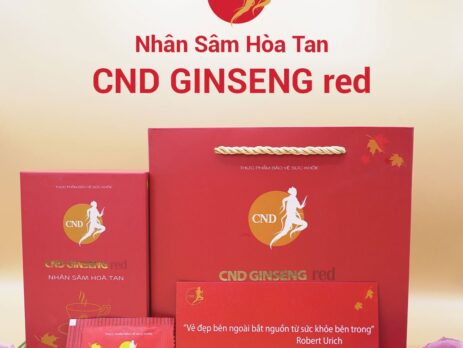 CND
Nhân Sâm Hòa Tan
CND GINSENG red
THỰC PHẨM BẢO VỆ SỨC KHỎE
CND
CND GINSENG red
NHÂN SÂM HÒA TAN
THỰC PHẨM BẢO VỆ SỨC KHỎE
CND
CND GINSENG red
"Vẻ đẹp bên ngoài bắt nguồn từ sức khỏe bên trong"
Robert Urich